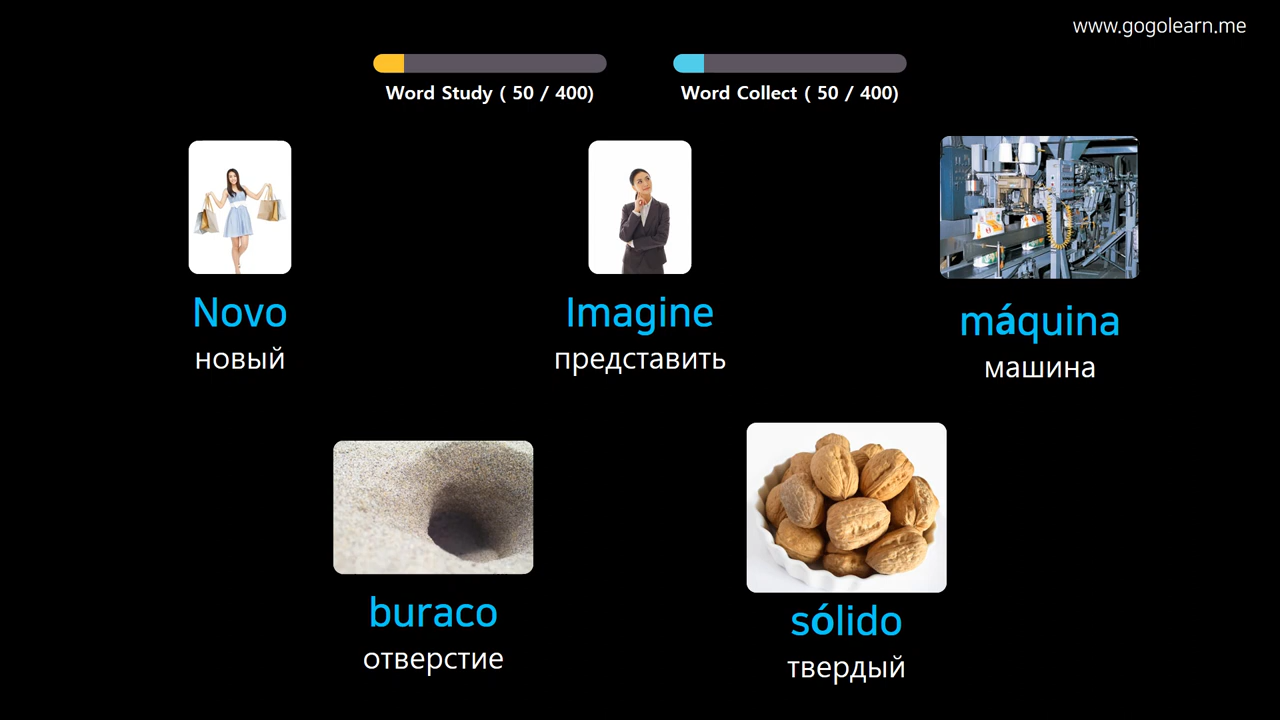 www.gogolearn.me
Word Study ( 50 / 400)
Word Collect ( 50 / 400)
Novo
новый
Imagine
представить
máquina
машина
buraco
отверстие
sólido
твердый